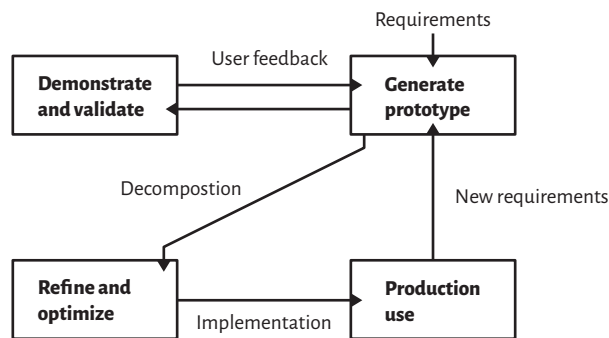 Requirements
User feedback
Demonstrate
and validate
Generate
prototype
Decompostion
New requirements
Refine and
optimize
Production
use
Implementation